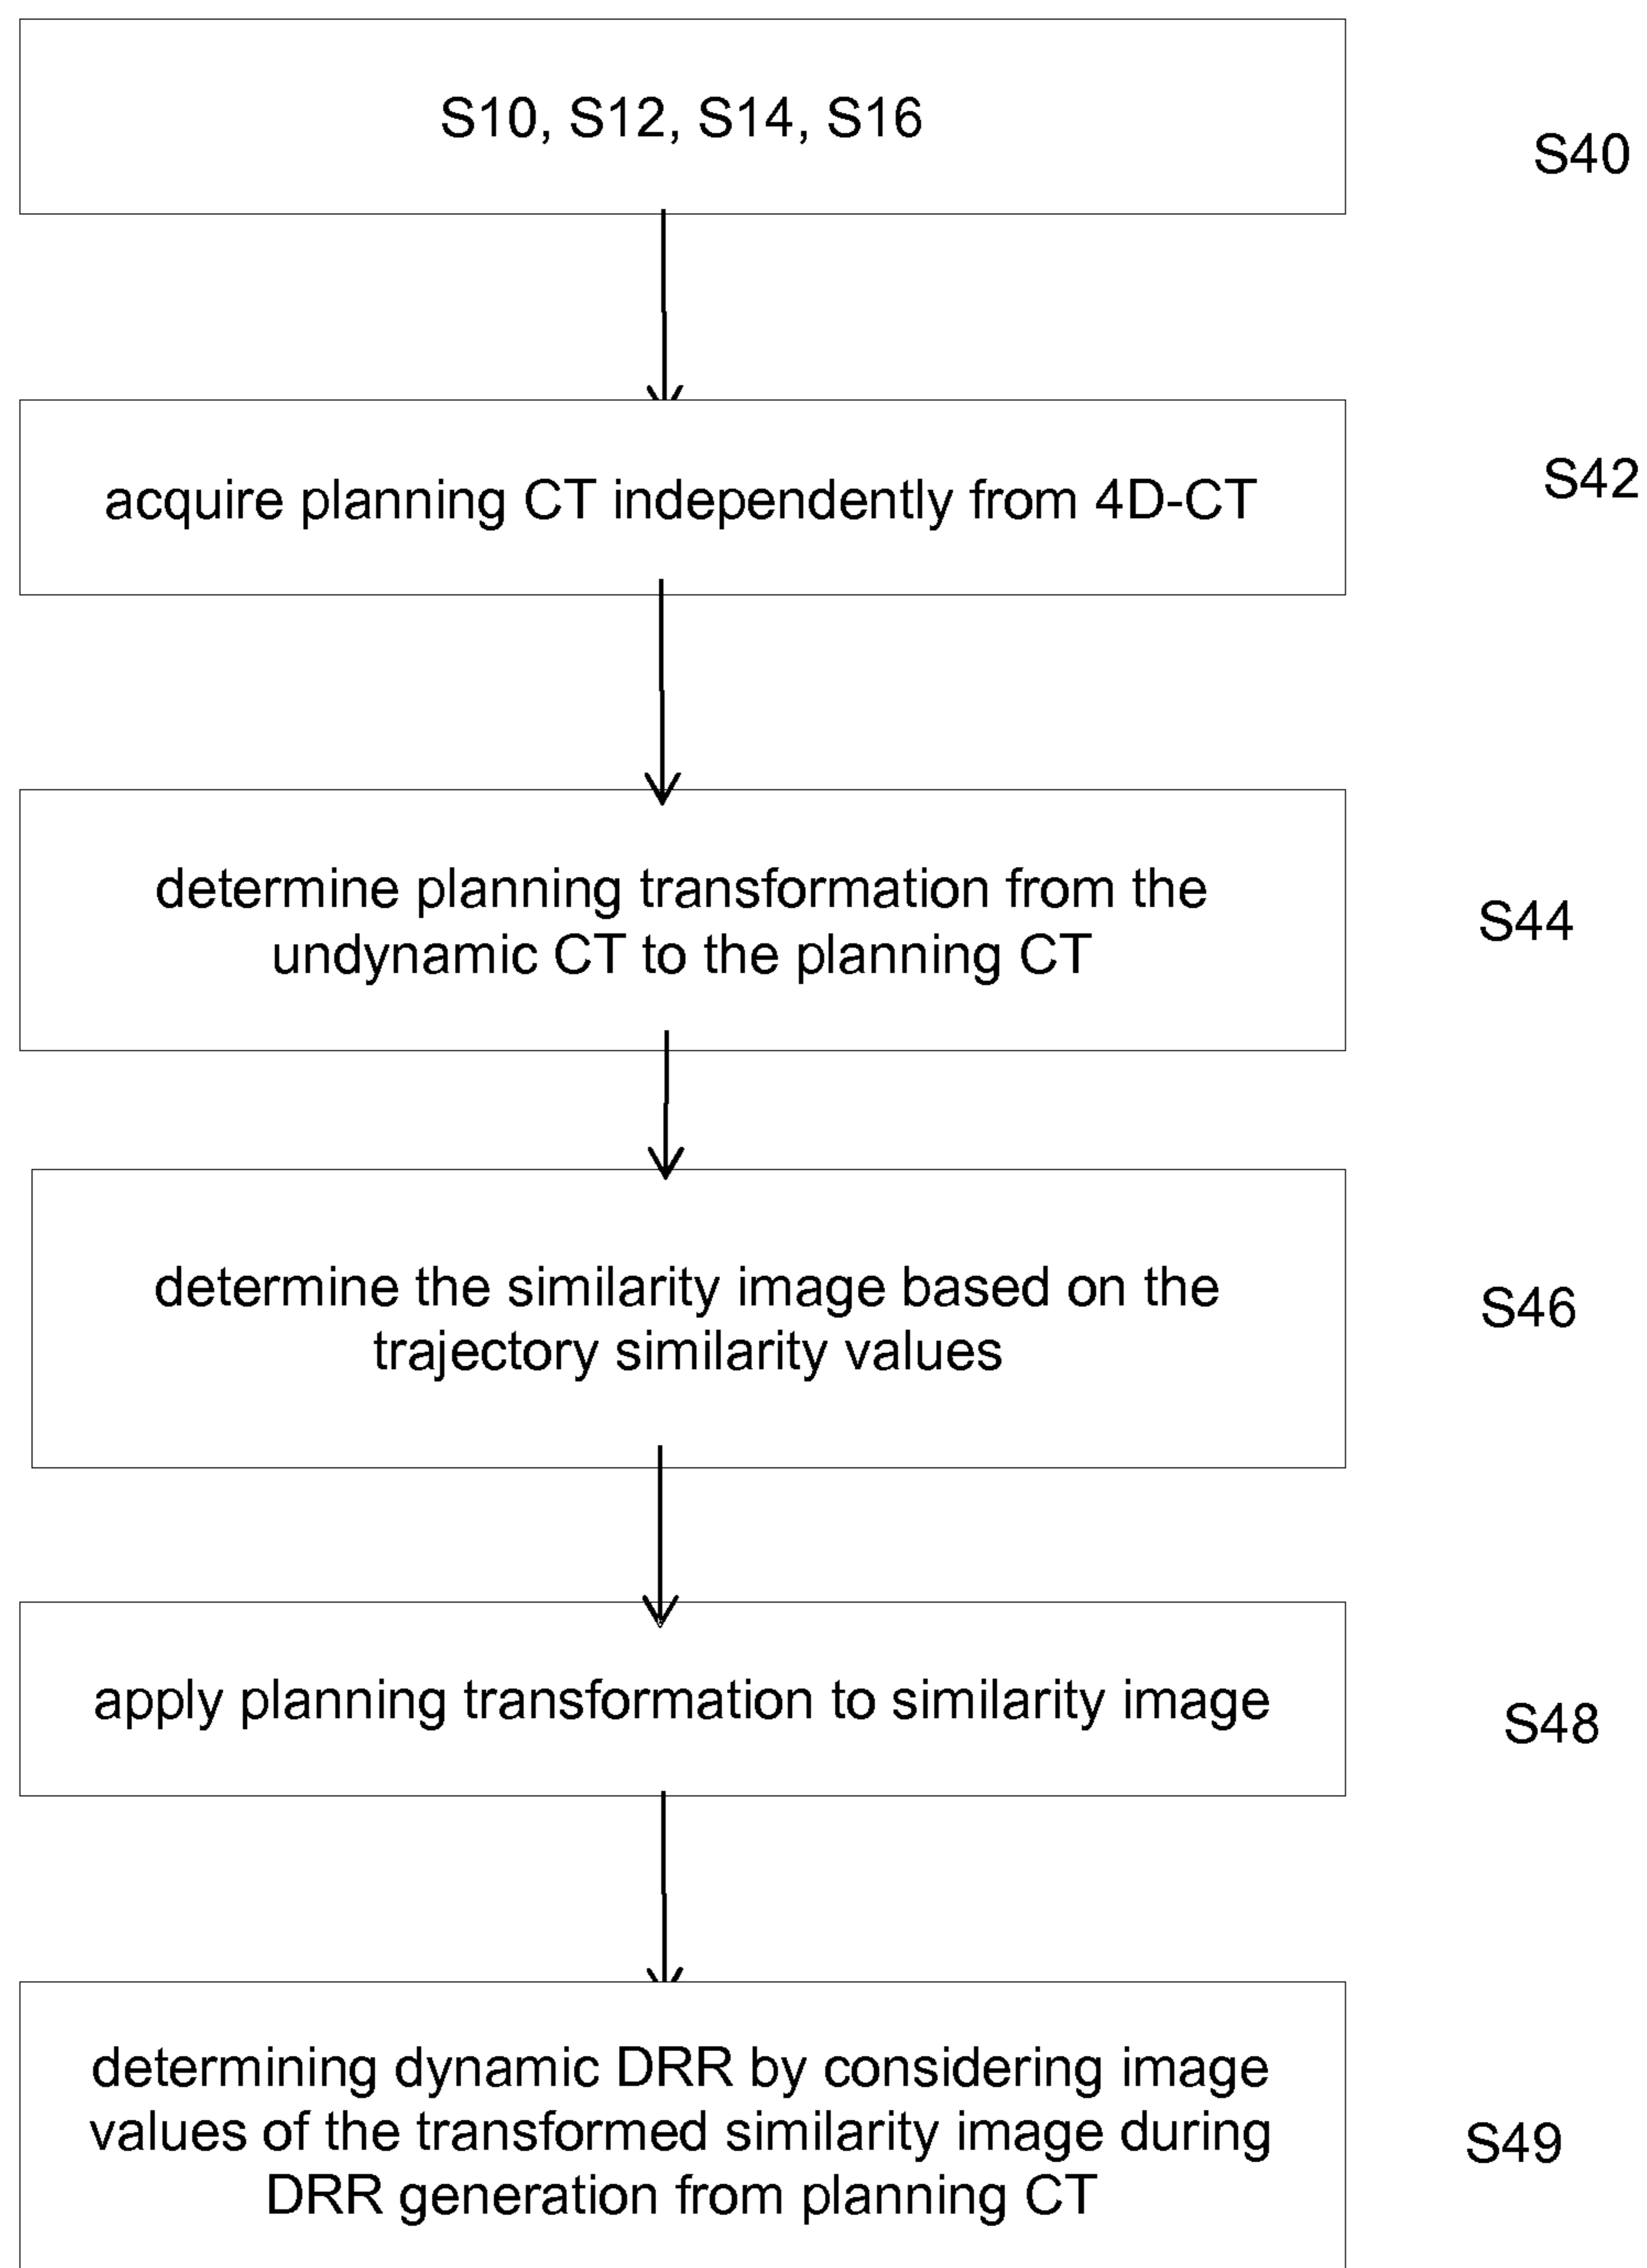 S10, S12, S14, S16
S40
acquire planning CT independently from 4D-CT
S42
determine planning transformation from the
undynamic CT to the planning CT
S44
determine the similarity image based on the
trajectory similarity values
S46
apply planning transformation to similarity image
S48
determining dynamic DRR by considering image
values of the transformed similarity image during
DRR generation from planning CT
S49